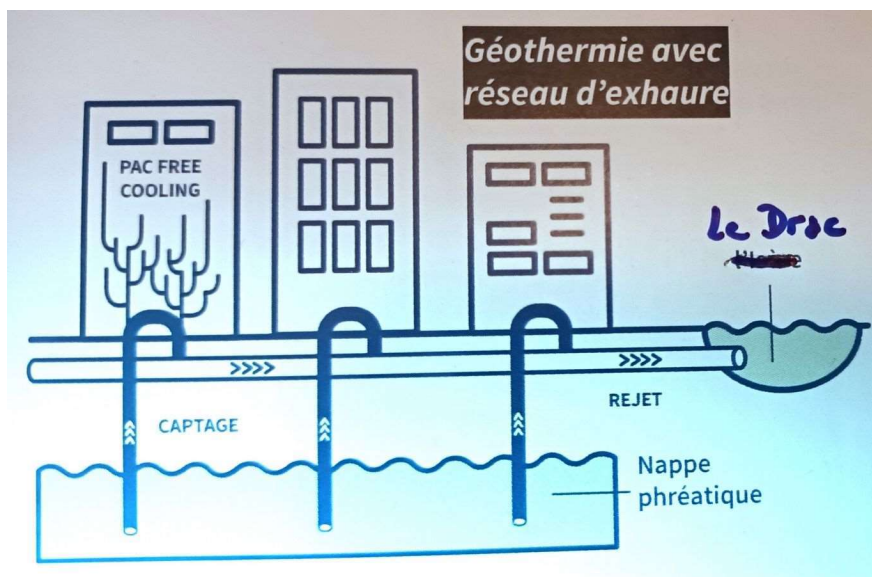 Géothermie avec
réseau d'exhaure
PAC FREE
COOLING
Le Drac
>>>>
>>>>
REJET
CAPTAGE
Nappe
phréatique